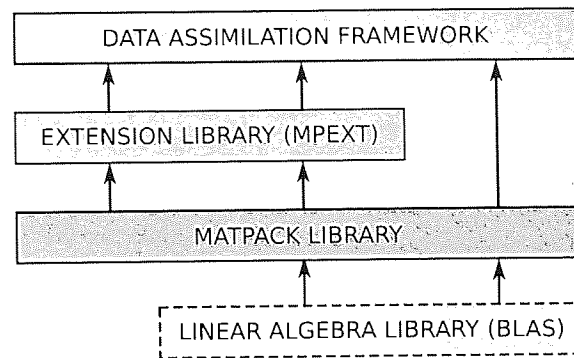 DATA ASSIMILATION FRAMEWORK
EXTENSION LIBRARY (MPEXT)
MATPACK LIBRARY
LINEAR ALGEBRA LIBRARY (BLAS)